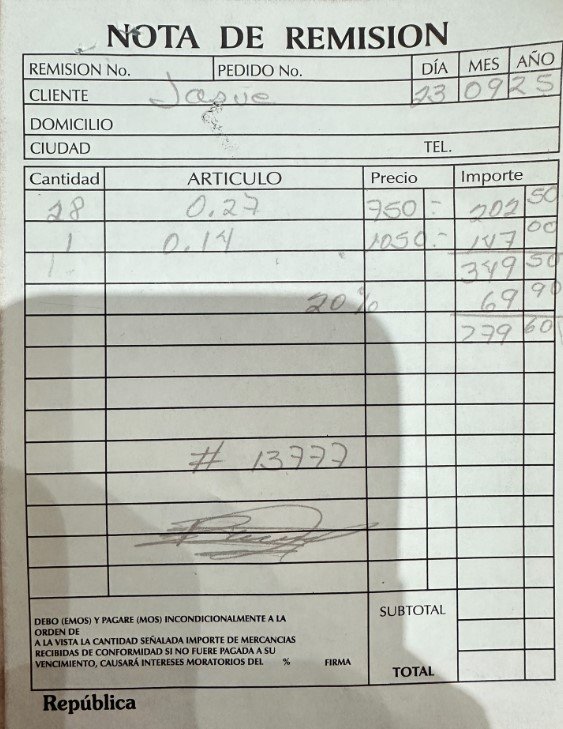 NOTA DE REMISION
REMISION No. PEDIDO No. DÍA MES AÑO
CLIENTE Josue 23 09 25
DOMICILIO
CIUDAD TEL.
Cantidad ARTICULO Precio Importe
28 0.27 750.- 202 50
1 0.14 1050.- 147 00
1 349 50
20% 69 90
279 60
# 13777
DEBO (EMOS) Y PAGARE (MOS) INCONDICIONALMENTE A LA
ORDEN DE
A LA VISTA LA CANTIDAD SEÑALADA IMPORTE DE MERCANCIAS
RECIBIDAS DE CONFORMIDAD SI NO FUERE PAGADA A SU
VENCIMIENTO, CAUSARÁ INTERESES MORATORIOS DEL % FIRMA
SUBTOTAL
TOTAL
República